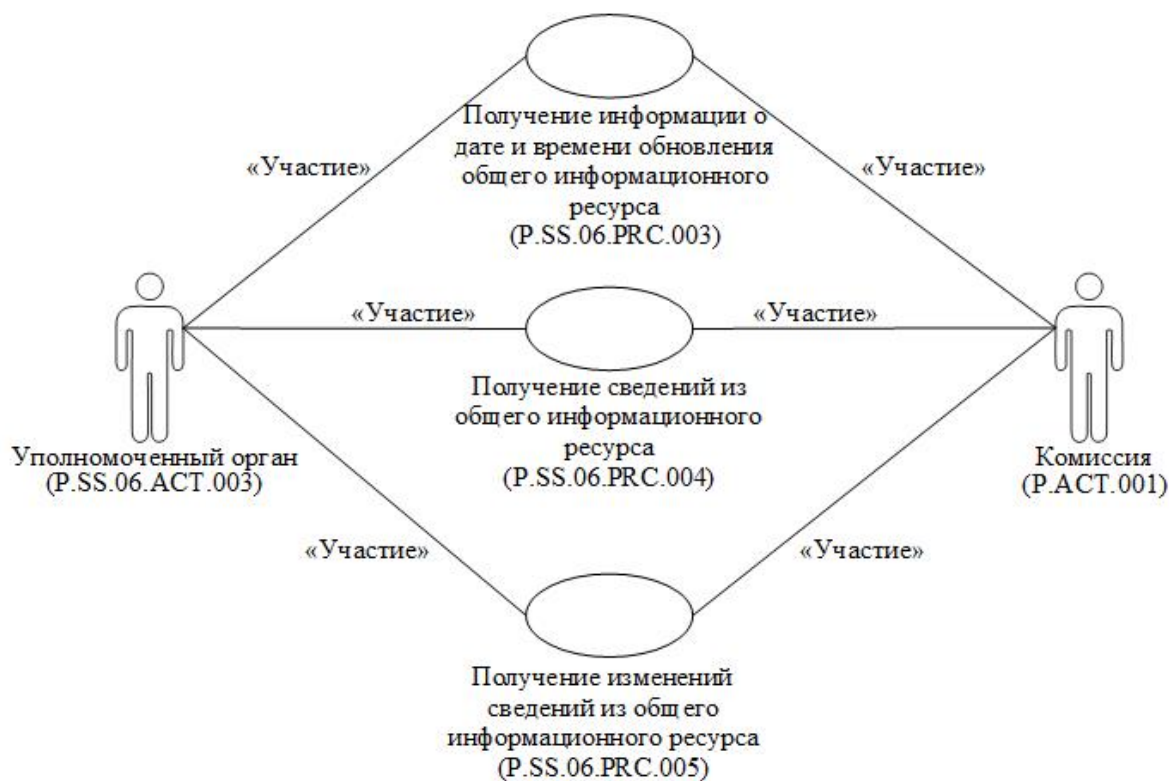 Получение информации о
дате и времени обновления
общего информационного
ресурса
(P.SS.06.PRC.003)
«Участие»
«Участие»
«Участие»
«Участие»
Получение сведений из
общего информационного
ресурса
(P.SS.06.PRC.004)
Уполномоченный орган
(P.SS.06.ACT.003)
Комиссия
(P.ACT.001)
«Участие»
«Участие»
Получение изменений
сведений из общего
информационного ресурса
(P.SS.06.PRC.005)